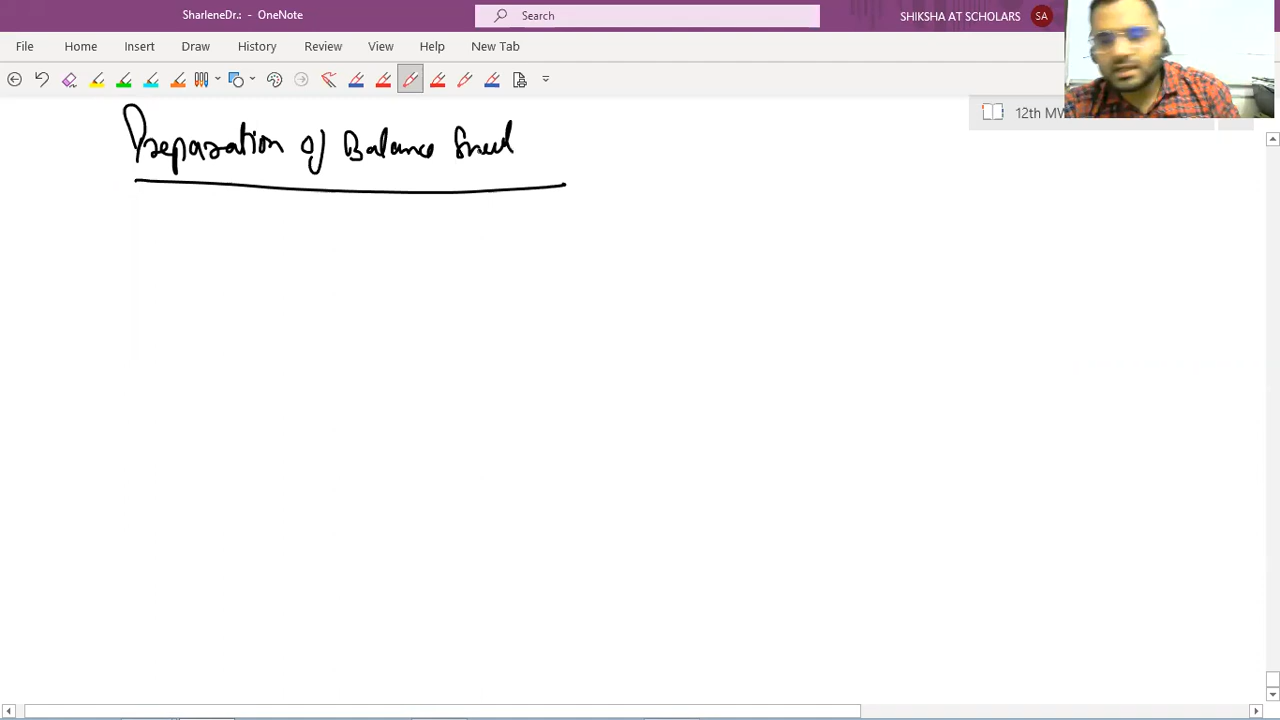 SharleneDr.: - OneNote
Search
SHIKSHA AT SCHOLARS SA
File Home Insert Draw History Review View Help New Tab
12th MW
Preparation of Balance Sheet